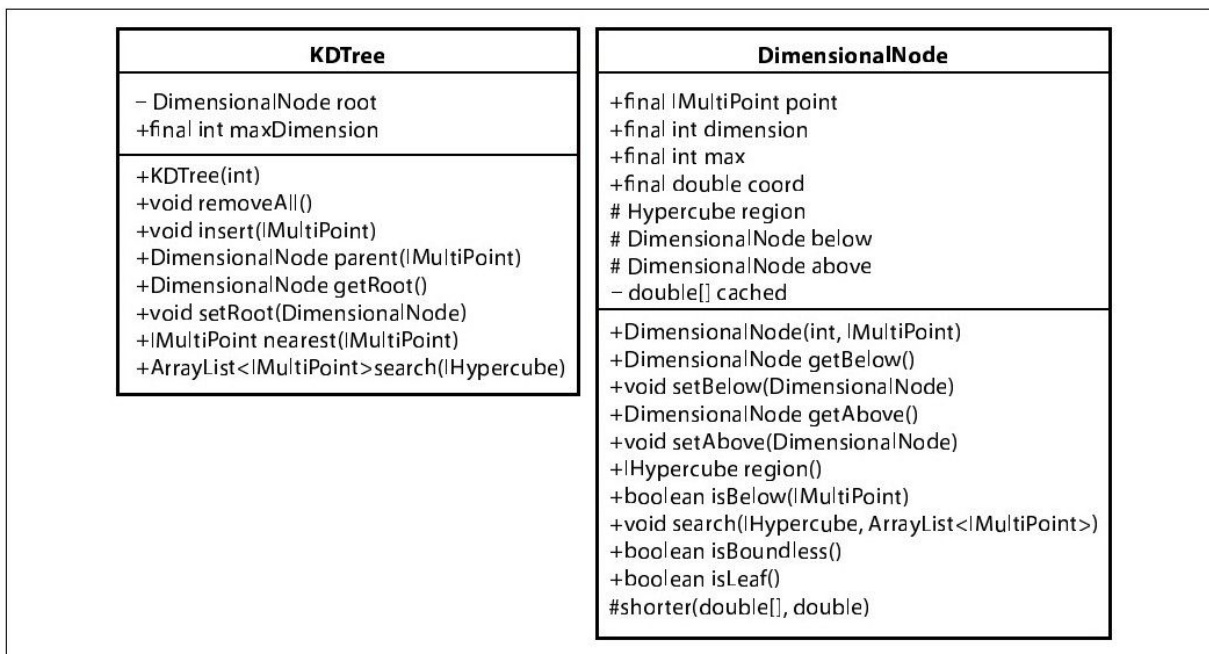 KDTree
– DimensionalNode root
+final int maxDimension
+KDTree(int)
+void removeAll()
+void insert(IMultiPoint)
+DimensionalNode parent(IMultiPoint)
+DimensionalNode getRoot()
+void setRoot(DimensionalNode)
+IMultiPoint nearest(IMultiPoint)
+ArrayList<IMultiPoint>search(IHypercube)
DimensionalNode
+final IMultiPoint point
+final int dimension
+final int max
+final double coord
# Hypercube region
# DimensionalNode below
# DimensionalNode above
– double[] cached
+DimensionalNode(int, IMultiPoint)
+DimensionalNode getBelow()
+void setBelow(DimensionalNode)
+DimensionalNode getAbove()
+void setAbove(DimensionalNode)
+IHypercube region()
+boolean isBelow(IMultiPoint)
+void search(IHypercube, ArrayList<IMultiPoint>)
+boolean isBoundless()
+boolean isLeaf()
#shorter(double[], double)